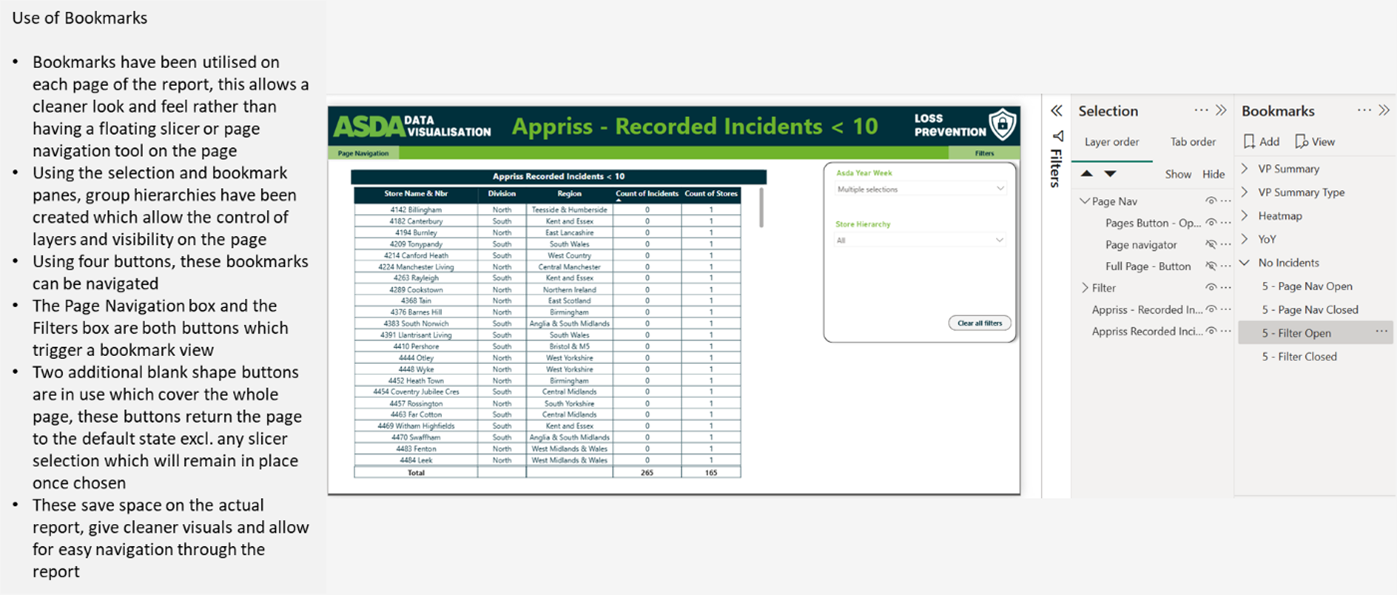 Use of Bookmarks
• Bookmarks have been utilised on
each page of the report, this allows a
cleaner look and feel rather than
having a floating slicer or page
navigation tool on the page
• Using the selection and bookmark
panes, group hierarchies have been
created which allow the control of
layers and visibility on the page
• Using four buttons, these bookmarks
can be navigated
• The Page Navigation box and the
Filters box are both buttons which
trigger a bookmark view
• Two additional blank shape buttons
are in use which cover the whole
page, these buttons return the page
to the default state excl. any slicer
selection which will remain in place
once chosen
• These save space on the actual
report, give cleaner visuals and allow
for easy navigation through the
report
ASDA DATA VISUALISATION
Appriss - Recorded Incidents < 10
LOSS PREVENTION
Page Navigation
Filters
Appriss Recorded Incidents < 10
Store Name & Nbr Division Region Count of Incidents Count of Stores
4142 Billingham North Teesside & Humberside 0 1
4182 Canterbury South Kent and Essex 0 1
4194 Burnley North East Lancashire 0 1
4209 Tonypandy South South Wales 0 1
4214 Canford Heath South West Country 0 1
4224 Manchester Living North Central Manchester 0 1
4263 Rayleigh South Kent and Essex 0 1
4289 Cookstown North Northern Ireland 0 1
4368 Tain North East Scotland 0 1
4376 Barnes Hill North Birmingham 0 1
4383 South Norwich South Anglia & South Midlands 0 1
4391 Llantrisant Living South South Wales 0 1
4410 Pershore South Bristol & M5 0 1
4444 Otley North West Yorkshire 0 1
4448 Wyke North West Yorkshire 0 1
4452 Heath Town North Birmingham 0 1
4454 Coventry Jubilee Cres South Central Midlands 0 1
4457 Rossington North South Yorkshire 0 1
4463 Far Cotton South Central Midlands 0 1
4469 Witham Highfields South Kent and Essex 0 1
4470 Swaffham South Anglia & South Midlands 0 1
4483 Fenton North West Midlands & Wales 0 1
4484 Leek North West Midlands & Wales 0 1
Total 265 165
Asda Year Week
Multiple selections
Store Hierarchy
All
Clear all filters
Filters
Selection
Layer order Tab order
Show Hide
Page Nav
Pages Button - Op...
Page navigator
Full Page - Button
Filter
Appriss - Recorded In...
Appriss Recorded Inci...
Bookmarks
Add View
VP Summary
VP Summary Type
Heatmap
YoY
No Incidents
5 - Page Nav Open
5 - Page Nav Closed
5 - Filter Open
5 - Filter Closed